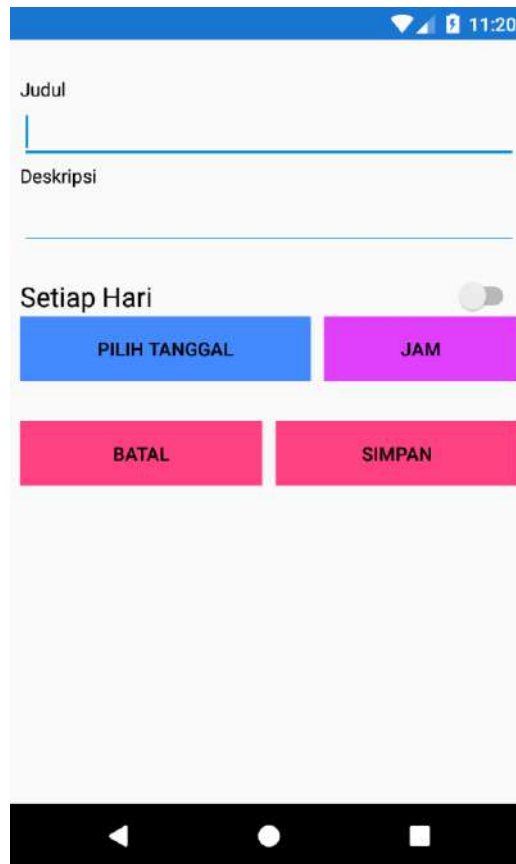 11:20
Judul
Deskripsi
Setiap Hari
PILIH TANGGAL JAM
BATAL SIMPAN